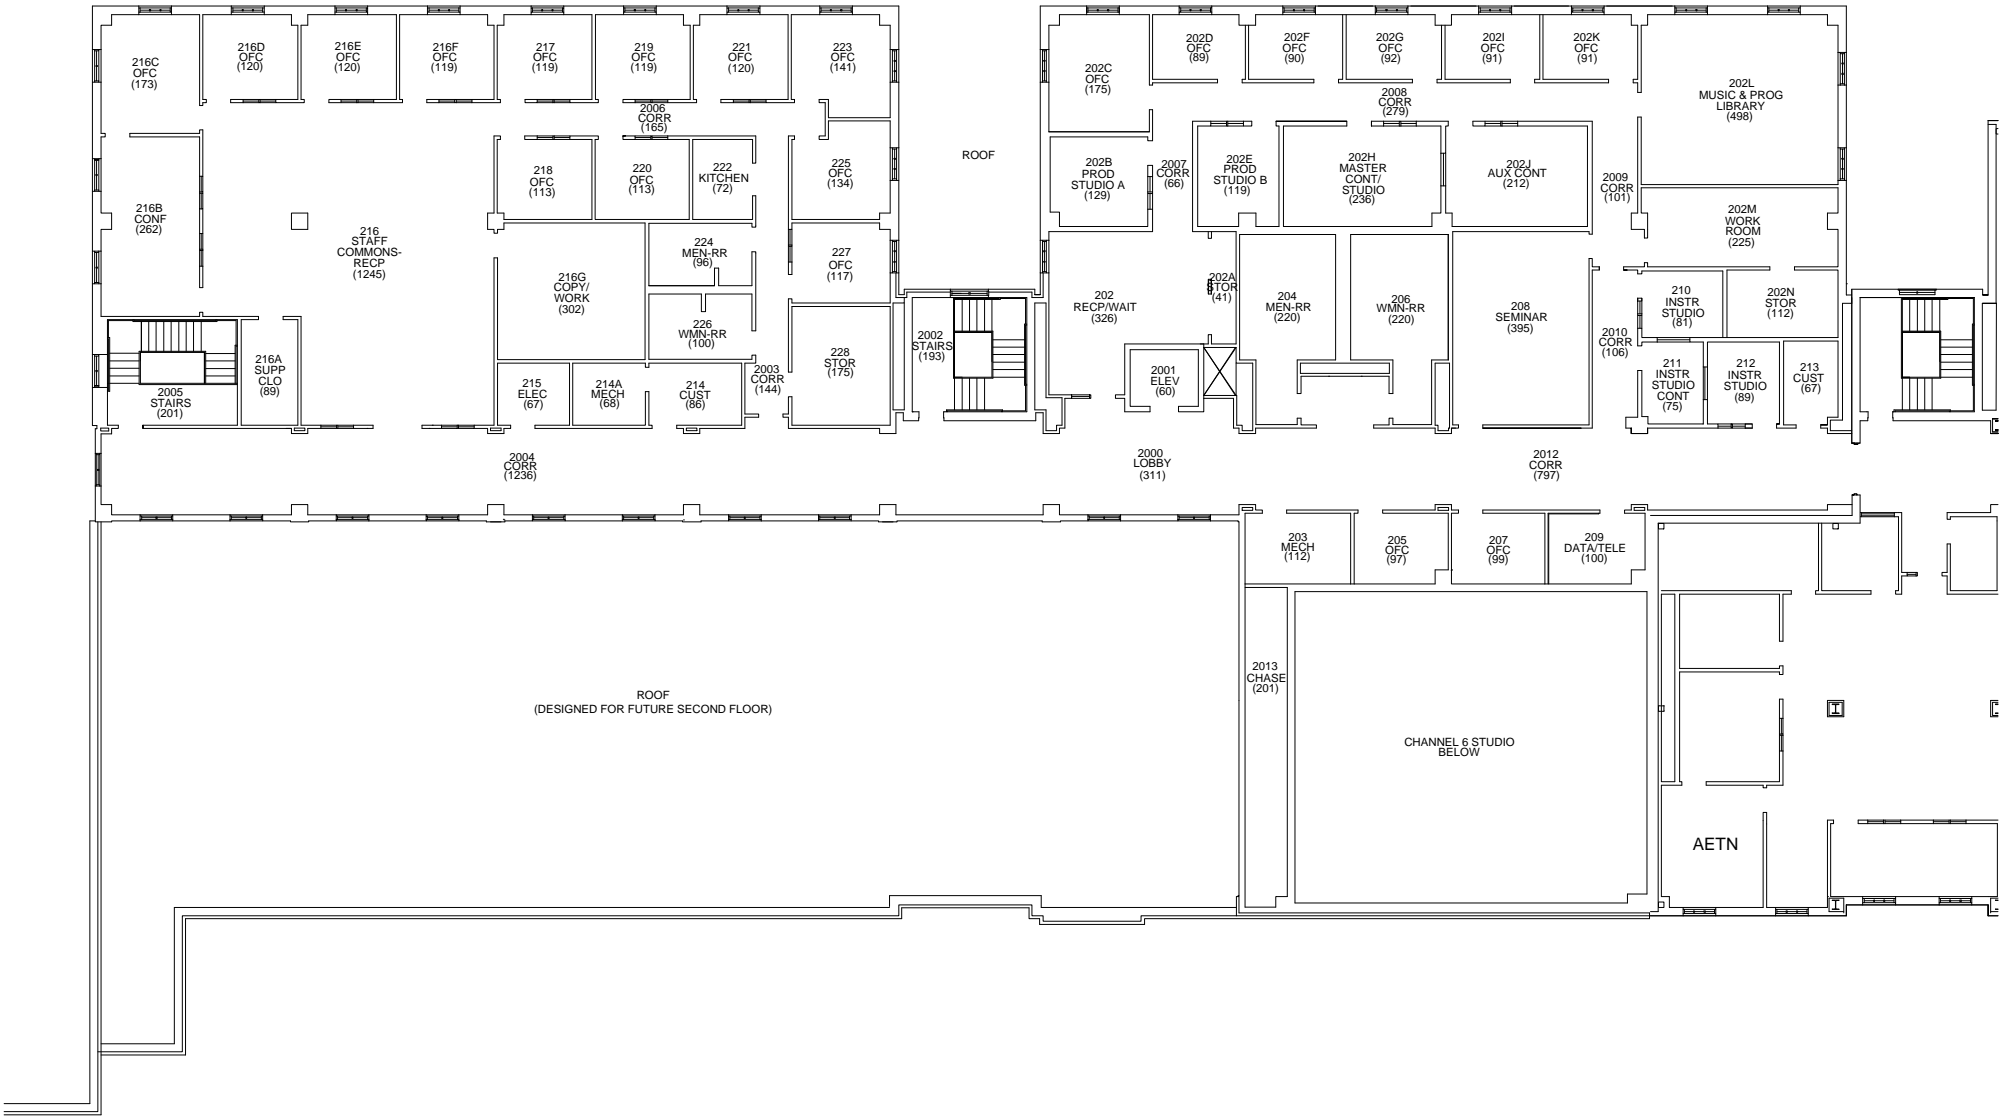 216C
OFC
(173)
216D
OFC
(120)
216E
OFC
(120)
216F
OFC
(119)
217
OFC
(119)
219
OFC
(119)
221
OFC
(120)
223
OFC
(141)
2006
CORR
(165)
218
OFC
(113)
220
OFC
(113)
222
KITCHEN
(72)
225
OFC
(134)
216B
CONF
(262)
216
STAFF
COMMONS-
RECP
(1245)
216G
COPY/
WORK
(302)
224
MEN-RR
(96)
227
OFC
(117)
226
WMN-RR
(100)
228
STOR
(175)
2003
CORR
(144)
216A
SUPP
CLO
(89)
2005
STAIRS
(201)
215
ELEC
(67)
214A
MECH
(68)
214
CUST
(86)
2002
STAIRS
(193)
ROOF
202C
OFC
(175)
202D
OFC
(89)
202F
OFC
(90)
202G
OFC
(92)
202I
OFC
(91)
202K
OFC
(91)
202L
MUSIC & PROG
LIBRARY
(498)
2008
CORR
(279)
202B
PROD
STUDIO A
(129)
2007
CORR
(66)
202E
PROD
STUDIO B
(119)
202H
MASTER
CONT/
STUDIO
(236)
202J
AUX CONT
(212)
2009
CORR
(101)
202M
WORK
ROOM
(225)
202
RECP/WAIT
(326)
202A
STOR
(41)
204
MEN-RR
(220)
206
WMN-RR
(220)
208
SEMINAR
(395)
210
INSTR
STUDIO
(81)
202N
STOR
(112)
2010
CORR
(106)
2001
ELEV
(60)
211
INSTR
STUDIO
CONT
(75)
212
INSTR
STUDIO
(89)
213
CUST
(67)
2004
CORR
(1236)
2000
LOBBY
(311)
2012
CORR
(797)
203
MECH
(112)
205
OFC
(97)
207
OFC
(99)
209
DATA/TELE
(100)
2013
CHASE
(201)
ROOF
(DESIGNED FOR FUTURE SECOND FLOOR)
CHANNEL 6 STUDIO
BELOW
AETN